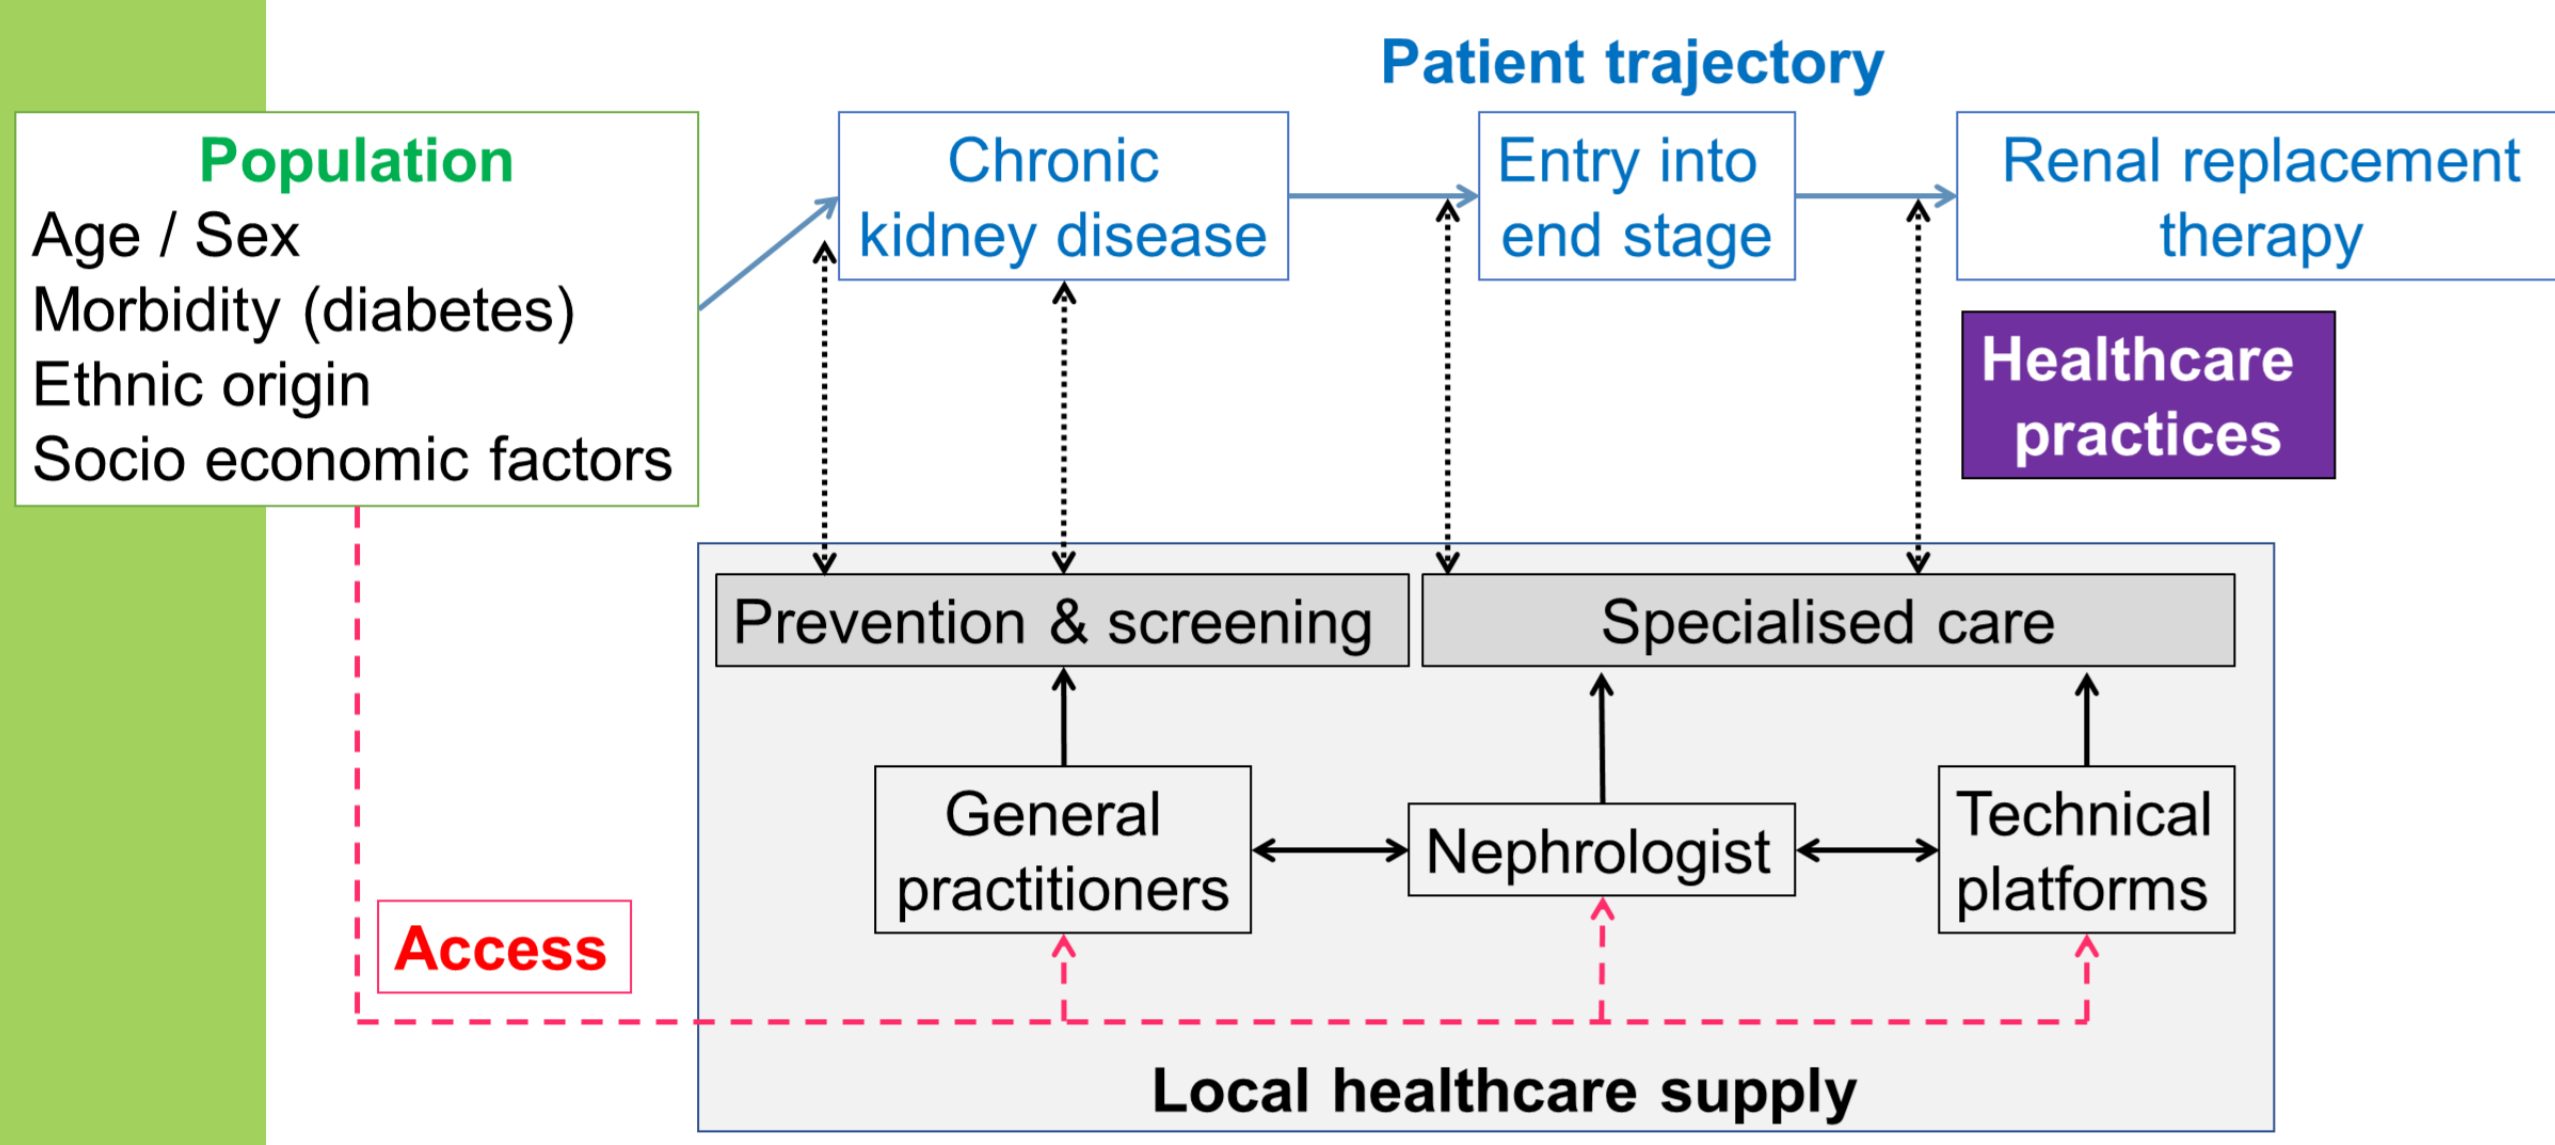 Patient trajectory
Population
Age / Sex
Morbidity (diabetes)
Ethnic origin
Socio economic factors
Chronic
kidney disease
Entry into
end stage
Renal replacement
therapy
Healthcare
practices
Prevention & screening
Specialised care
General
practitioners
Nephrologist
Technical
platforms
Access
Local healthcare supply